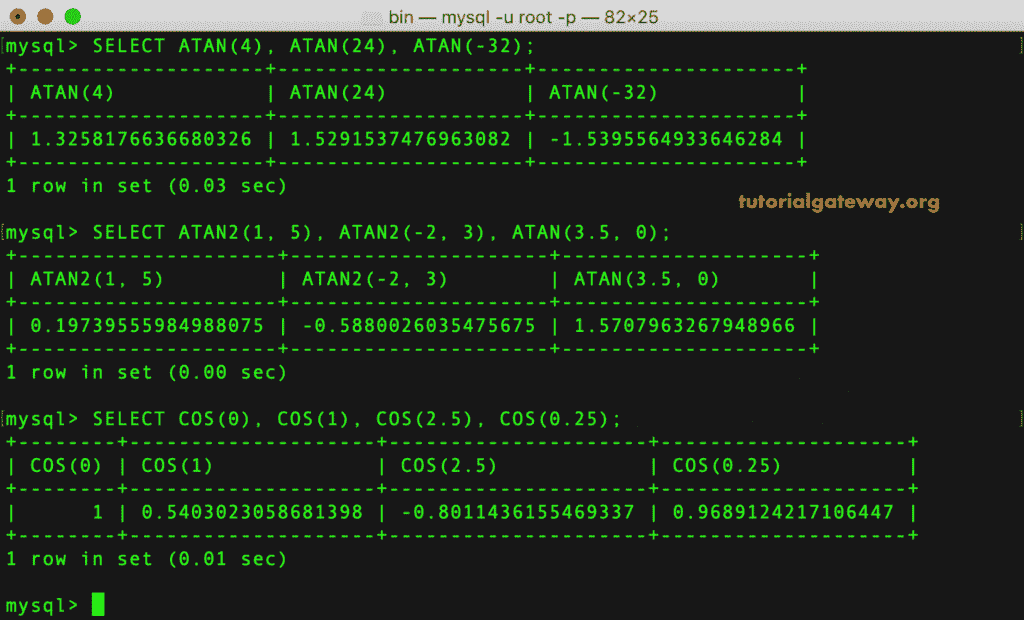 bin — mysql -u root -p — 82×25
mysql> SELECT ATAN(4), ATAN(24), ATAN(-32);
+--------------------+--------------------+---------------------+
| ATAN(4)            | ATAN(24)           | ATAN(-32)           |
+--------------------+--------------------+---------------------+
| 1.3258176636680326 | 1.5291537476963082 | -1.5395564933646284 |
+--------------------+--------------------+---------------------+
1 row in set (0.03 sec)
tutorialgateway.org
mysql> SELECT ATAN2(1, 5), ATAN2(-2, 3), ATAN(3.5, 0);
+---------------------+---------------------+--------------------+
| ATAN2(1, 5)         | ATAN2(-2, 3)        | ATAN(3.5, 0)       |
+---------------------+---------------------+--------------------+
| 0.19739555984988075 | -0.5880026035475675 | 1.5707963267948966 |
+---------------------+---------------------+--------------------+
1 row in set (0.00 sec)
mysql> SELECT COS(0), COS(1), COS(2.5), COS(0.25);
+--------+--------------------+---------------------+--------------------+
| COS(0) | COS(1)             | COS(2.5)            | COS(0.25)          |
+--------+--------------------+---------------------+--------------------+
|      1 | 0.5403023058681398 | -0.8011436155469337 | 0.9689124217106447 |
+--------+--------------------+---------------------+--------------------+
1 row in set (0.01 sec)
mysql>